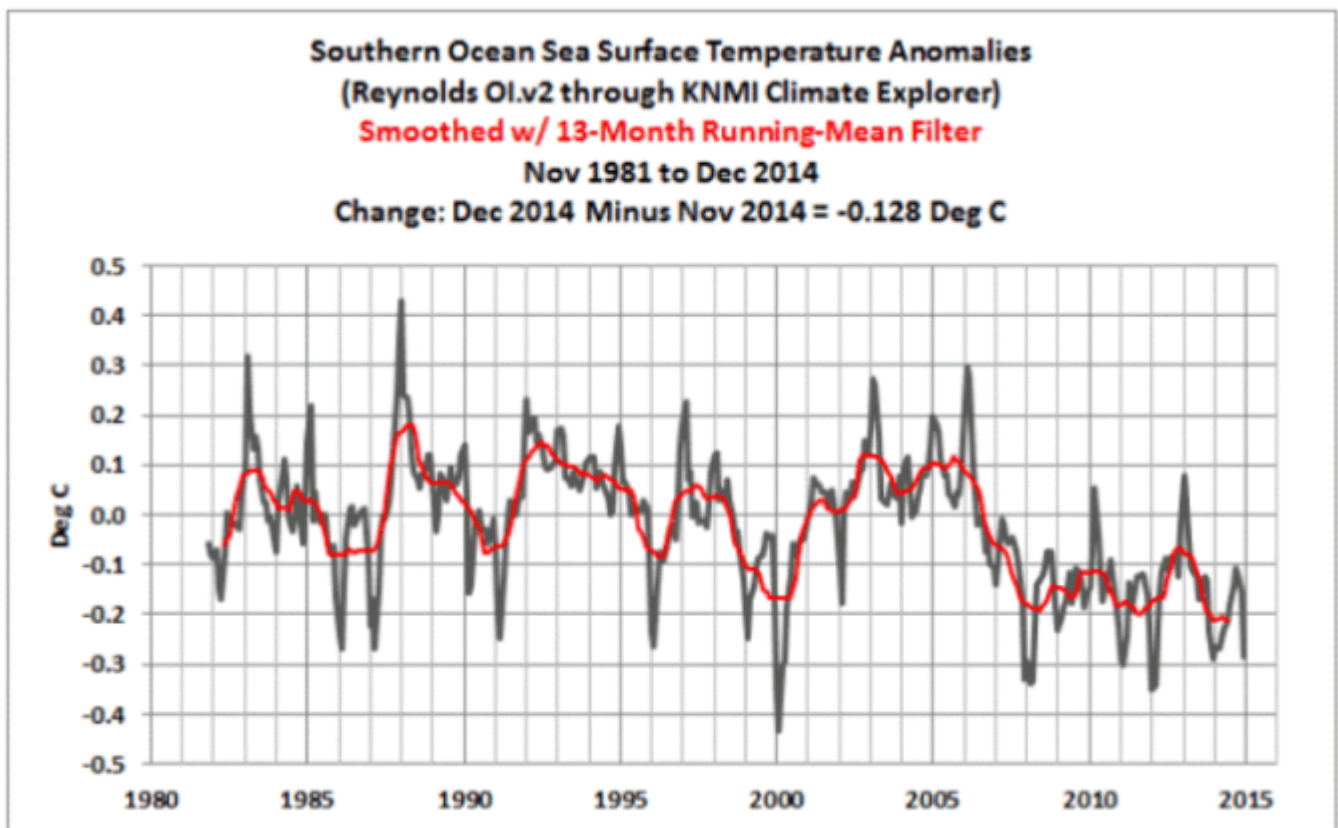 Southern Ocean Sea Surface Temperature Anomalies
(Reynolds OI.v2 through KNMI Climate Explorer)
Smoothed w/ 13-Month Running-Mean Filter
Nov 1981 to Dec 2014
Change: Dec 2014 Minus Nov 2014 = -0.128 Deg C
0.5
0.4
0.3
0.2
0.1
0.0
-0.1
-0.2
-0.3
-0.4
-0.5
Deg C
1980 1985 1990 1995 2000 2005 2010 2015